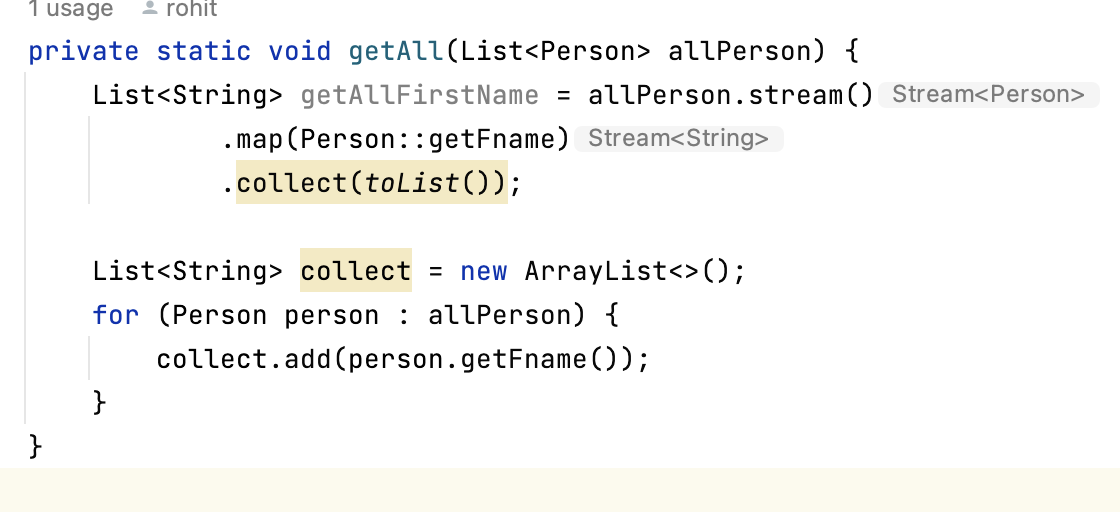 1 usage rohit
private static void getAll(List<Person> allPerson) {
List<String> getAllFirstName = allPerson.stream() Stream<Person>
.map(Person::getFname) Stream<String>
.collect(toList());
List<String> collect = new ArrayList<>();
for (Person person : allPerson) {
collect.add(person.getFname());
}
}